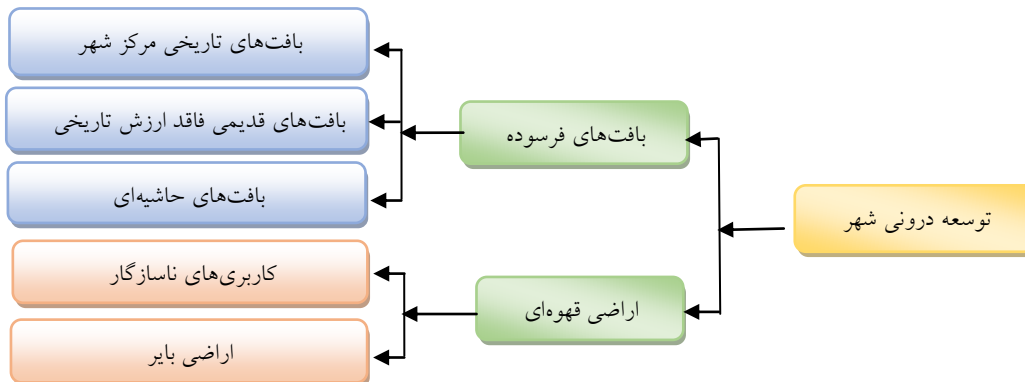 توسعه درونی شهر
بافت‌های فرسوده
بافت‌های تاریخی مرکز شهر
بافت‌های قدیمی فاقد ارزش تاریخی
بافت‌های حاشیه‌ای
اراضی قهوه‌ای
کاربری‌های ناسازگار
اراضی بایر